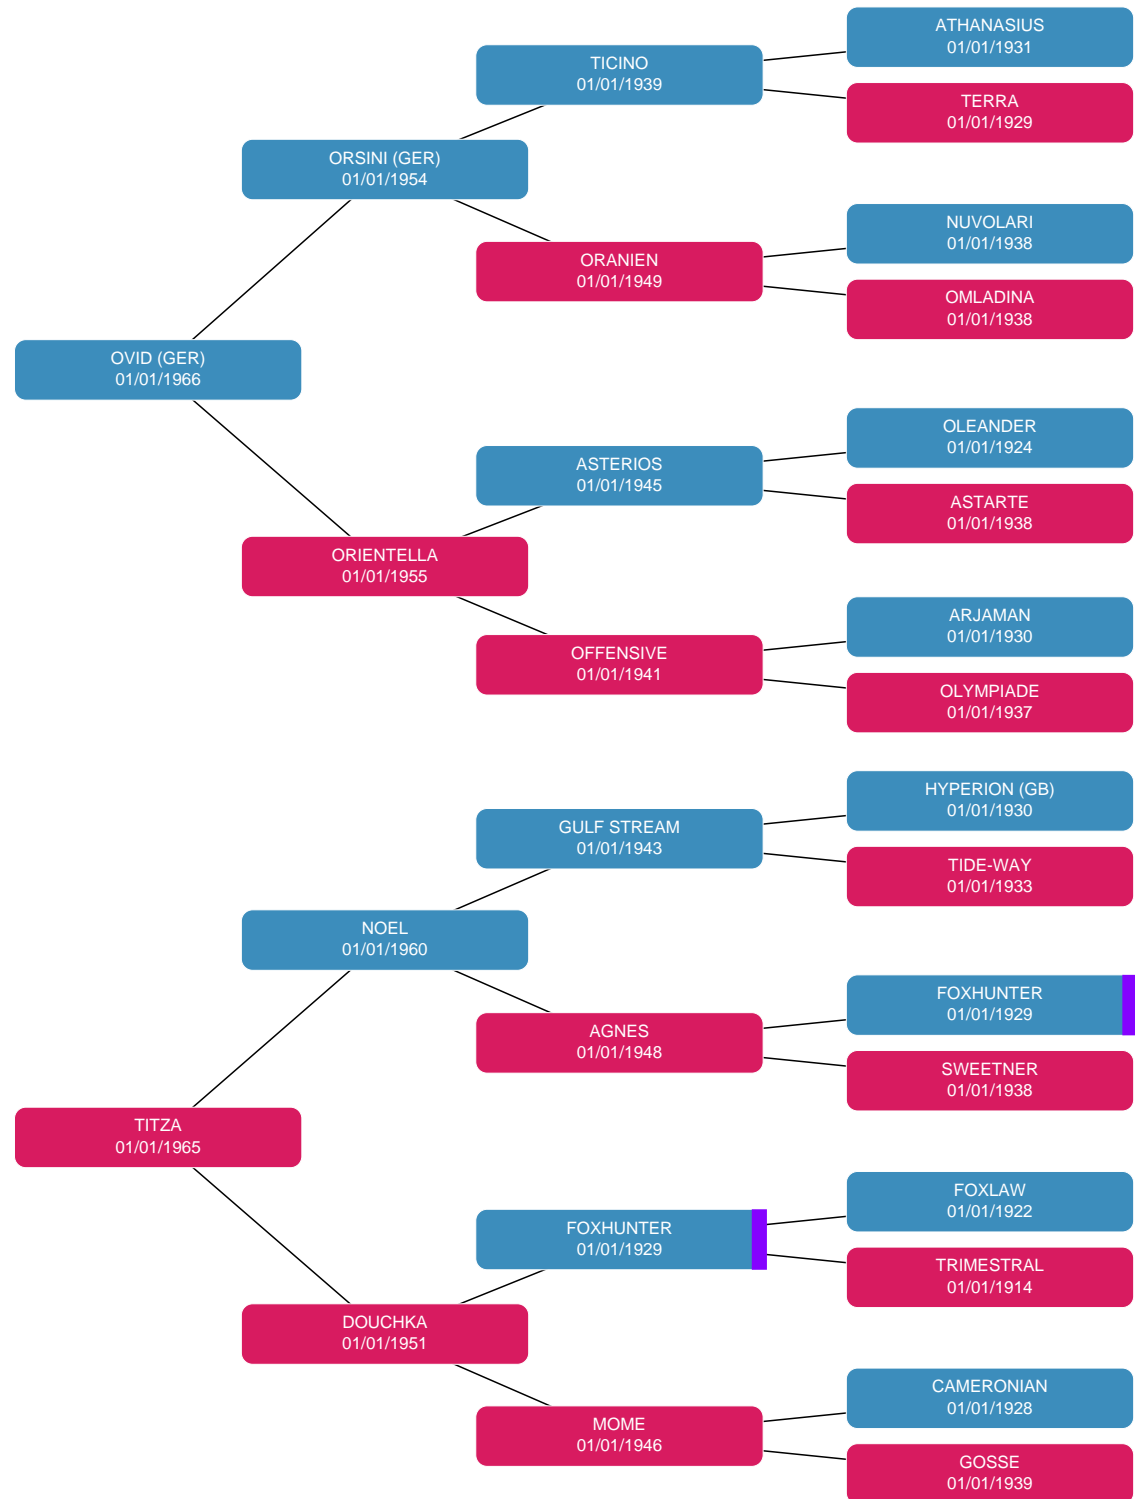 ATHANASIUS
01/01/1931
TICINO
01/01/1939
TERRA
01/01/1929
ORSINI (GER)
01/01/1954
NUVOLARI
01/01/1938
ORANIEN
01/01/1949
OMLADINA
01/01/1938
OVID (GER)
01/01/1966
OLEANDER
01/01/1924
ASTERIOS
01/01/1945
ASTARTE
01/01/1938
ORIENTELLA
01/01/1955
ARJAMAN
01/01/1930
OFFENSIVE
01/01/1941
OLYMPIADE
01/01/1937
HYPERION (GB)
01/01/1930
GULF STREAM
01/01/1943
TIDE-WAY
01/01/1933
NOEL
01/01/1960
FOXHUNTER
01/01/1929
AGNES
01/01/1948
SWEETNER
01/01/1938
TITZA
01/01/1965
FOXLAW
01/01/1922
FOXHUNTER
01/01/1929
TRIMESTRAL
01/01/1914
DOUCHKA
01/01/1951
CAMERONIAN
01/01/1928
MOME
01/01/1946
GOSSE
01/01/1939